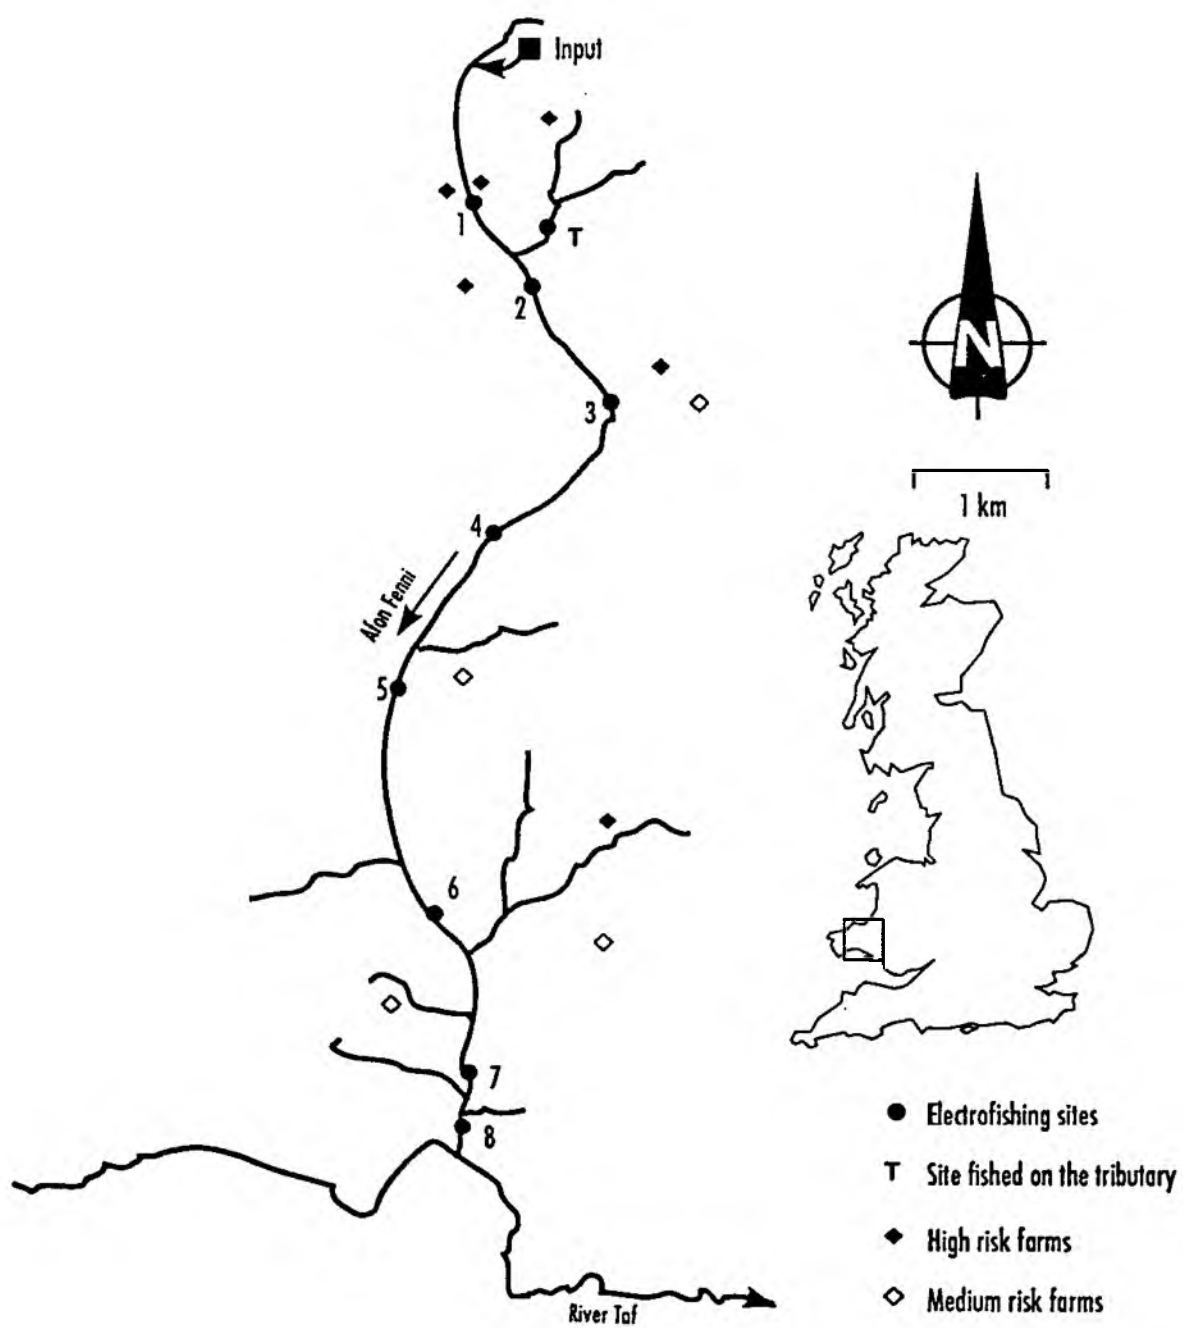 Input
1
T
2
3
4
Afon Fenni
5
6
7
8
River Taf
N
1 km
Electrofishing sites
T Site fished on the tributary
High risk farms
Medium risk farms